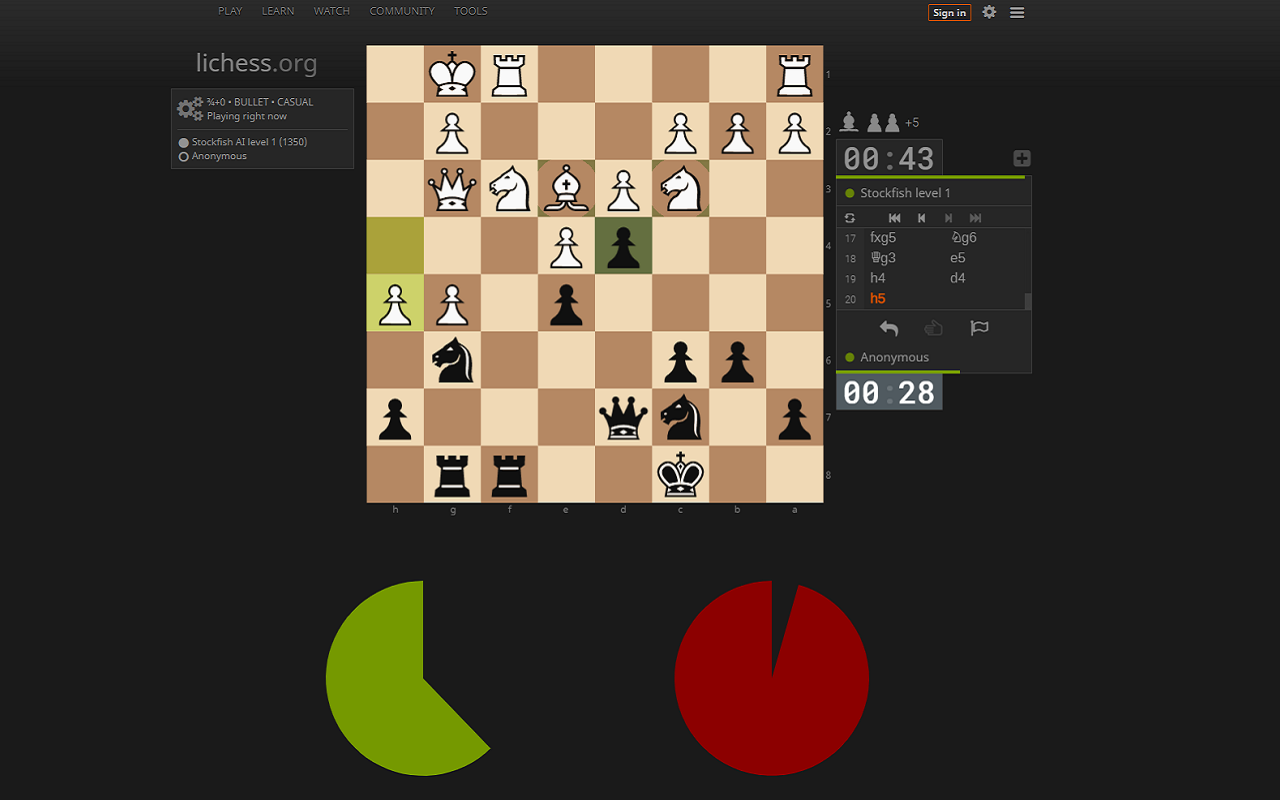 PLAY LEARN WATCH COMMUNITY TOOLS
Sign in
lichess.org
¾+0 • BULLET • CASUAL
Playing right now
Stockfish AI level 1 (1350)
Anonymous
1
2
3
4
5
6
7
8
h g f e d c b a
+5
00:43
Stockfish level 1
17 fxg5 ♘g6
18 ♕g3 e5
19 h4 d4
20 h5
Anonymous
00:28